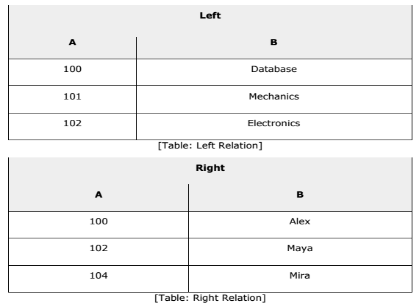 Left
A B
100 Database
101 Mechanics
102 Electronics
[Table: Left Relation]
Right
A B
100 Alex
102 Maya
104 Mira
[Table: Right Relation]